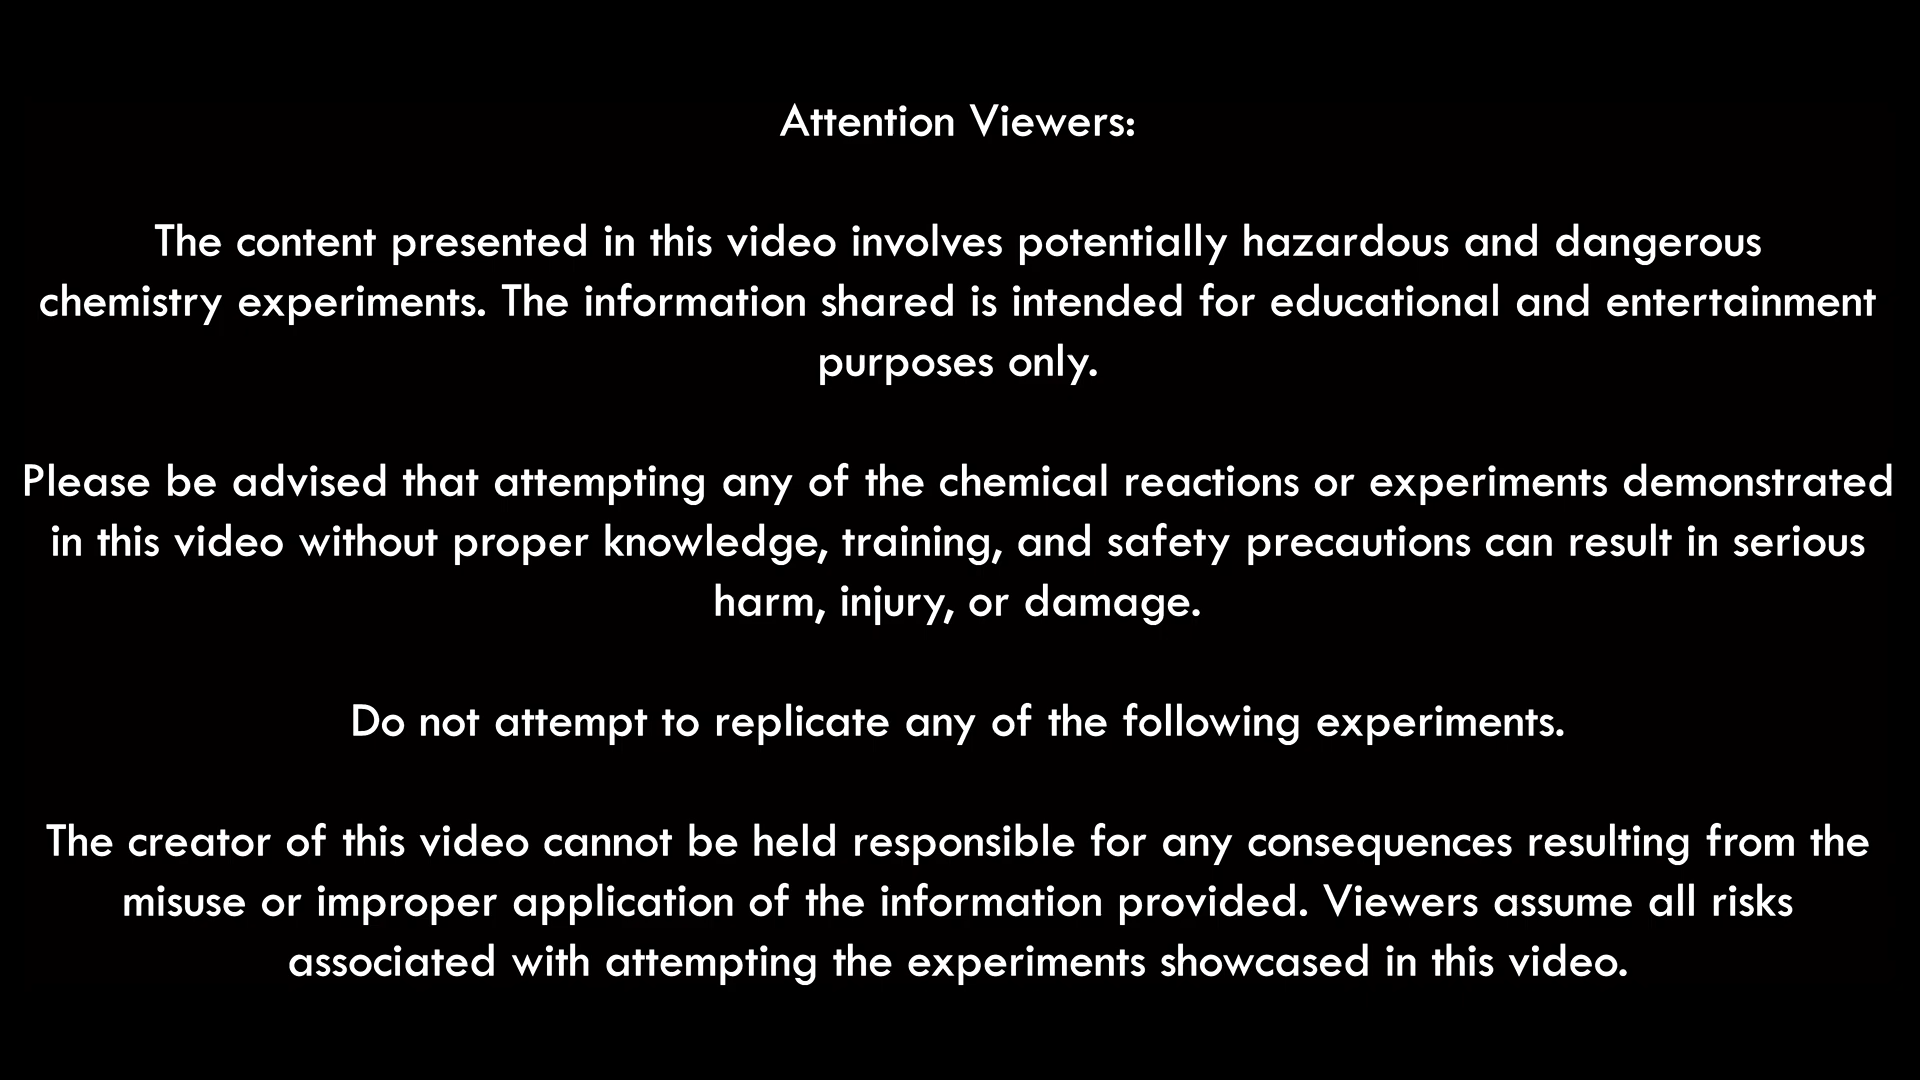 Attention Viewers:
The content presented in this video involves potentially hazardous and dangerous
chemistry experiments. The information shared is intended for educational and entertainment
purposes only.
Please be advised that attempting any of the chemical reactions or experiments demonstrated
in this video without proper knowledge, training, and safety precautions can result in serious
harm, injury, or damage.
Do not attempt to replicate any of the following experiments.
The creator of this video cannot be held responsible for any consequences resulting from the
misuse or improper application of the information provided. Viewers assume all risks
associated with attempting the experiments showcased in this video.